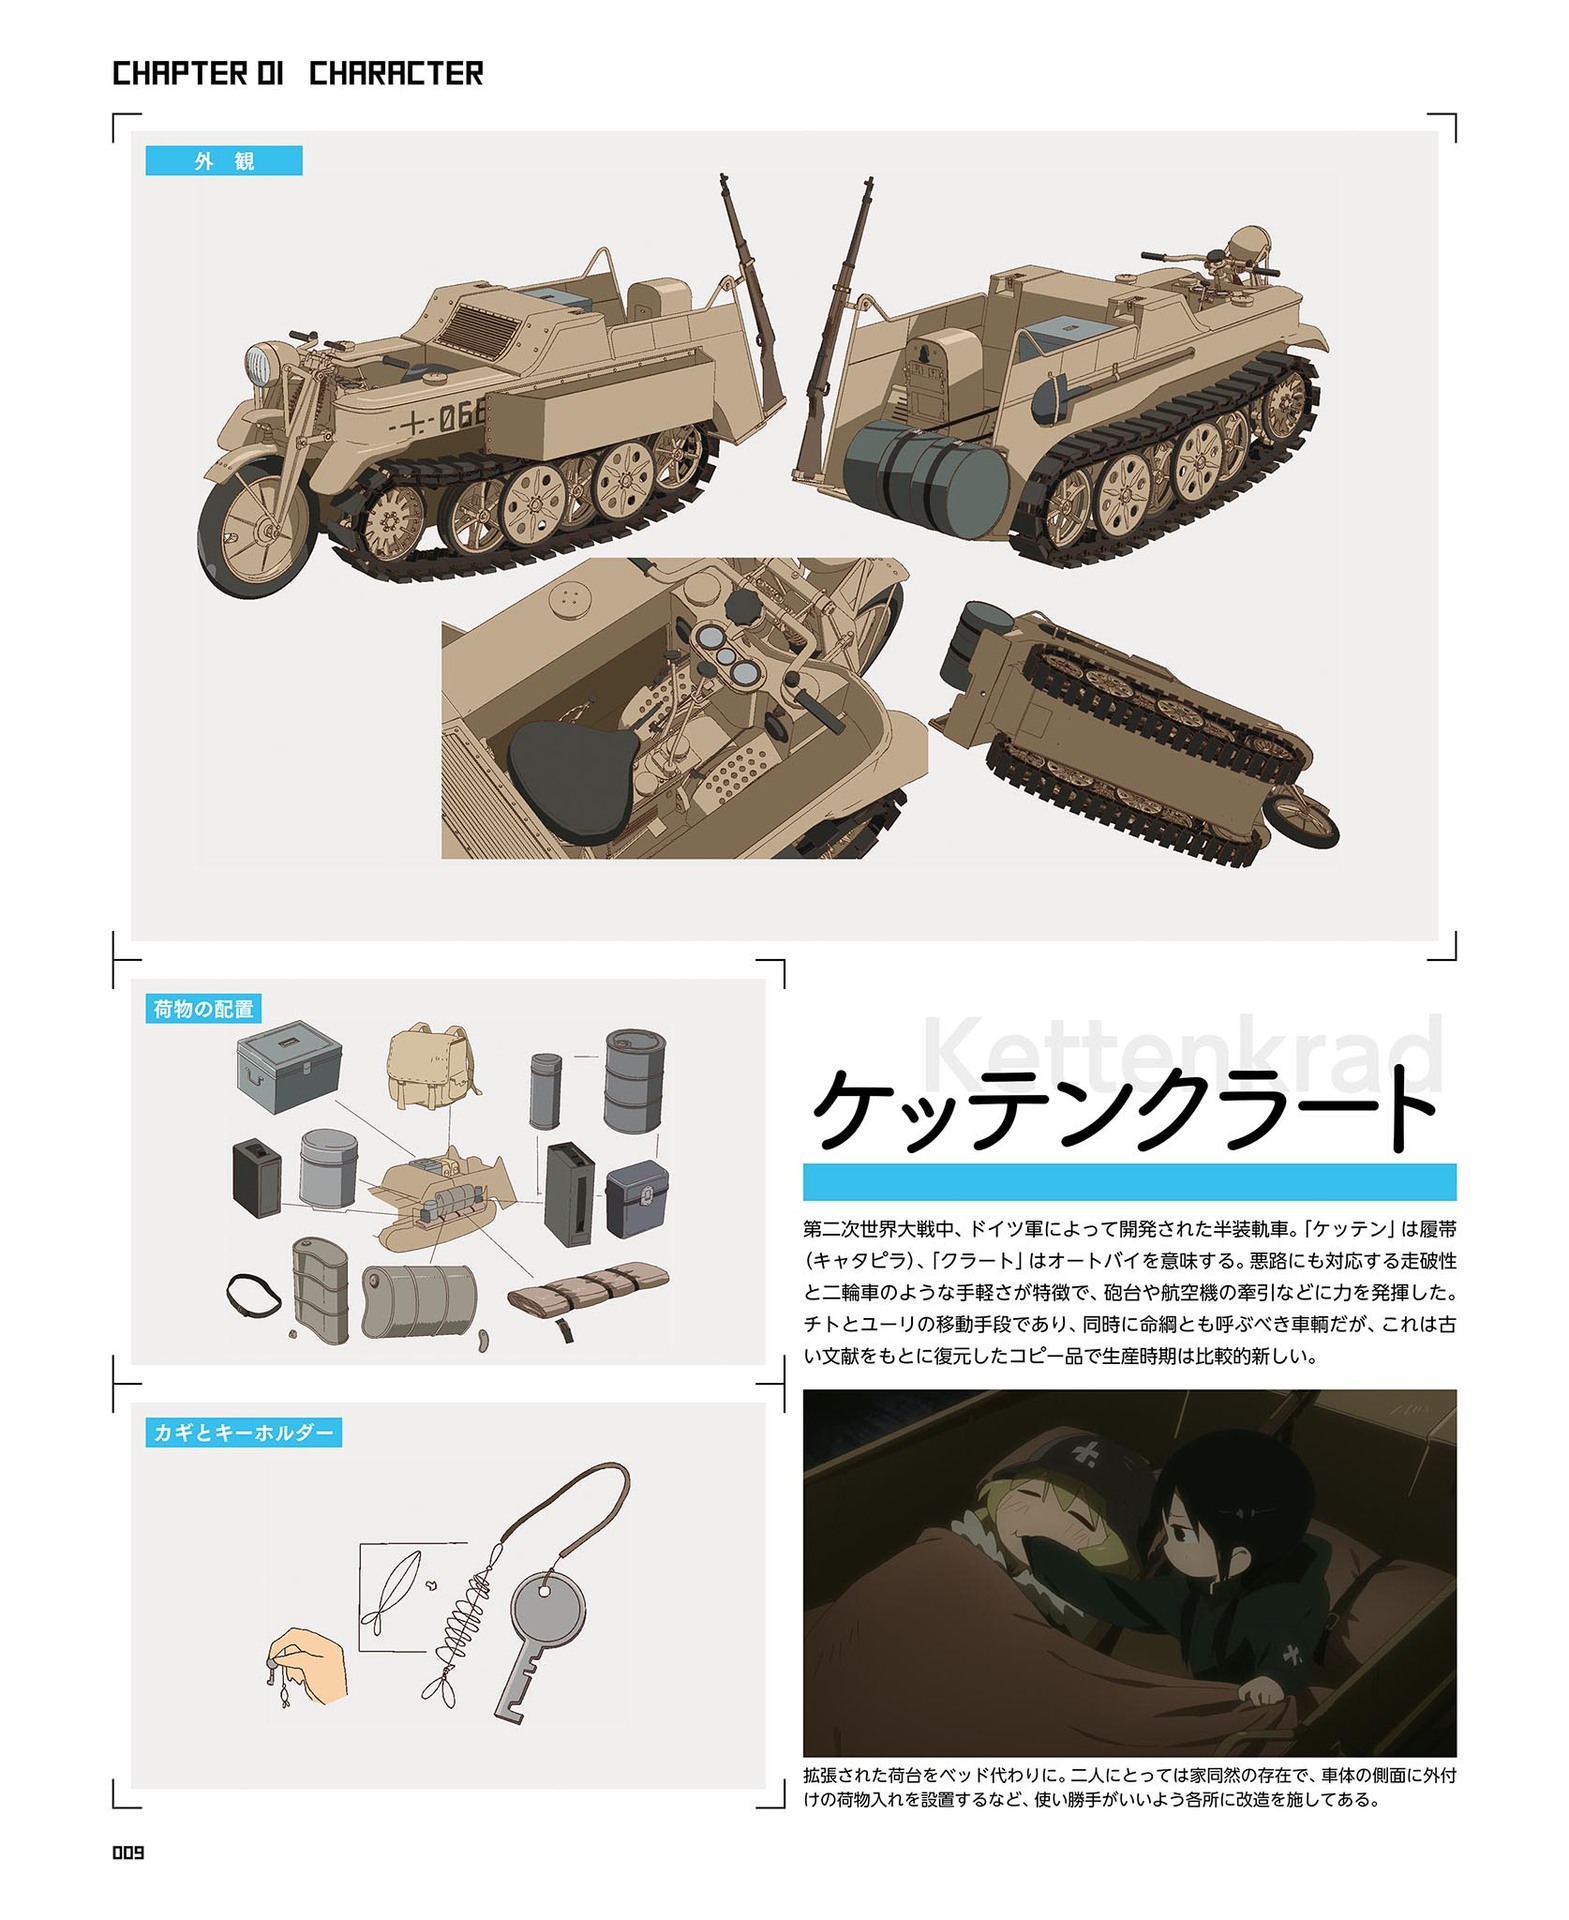 CHAPTER 01 CHARACTER
外 観
荷物の配置
Kettenkrad
ケッテンクラート
第二次世界大戦中、ドイツ軍によって開発された半装軌車。「ケッテン」は履帯
（キャタピラ）、「クラート」はオートバイを意味する。悪路にも対応する走破性
と二輪車のような手軽さが特徴で、砲台や航空機の牽引などに力を発揮した。
チトとユーリの移動手段であり、同時に命綱とも呼ぶべき車輌だが、これは古
い文献をもとに復元したコピー品で生産時期は比較的新しい。
カギとキーホルダー
拡張された荷台をベッド代わりに。二人にとっては家同然の存在で、車体の側面に外付
けの荷物入れを設置するなど、使い勝手がいいよう各所に改造を施してある。
009